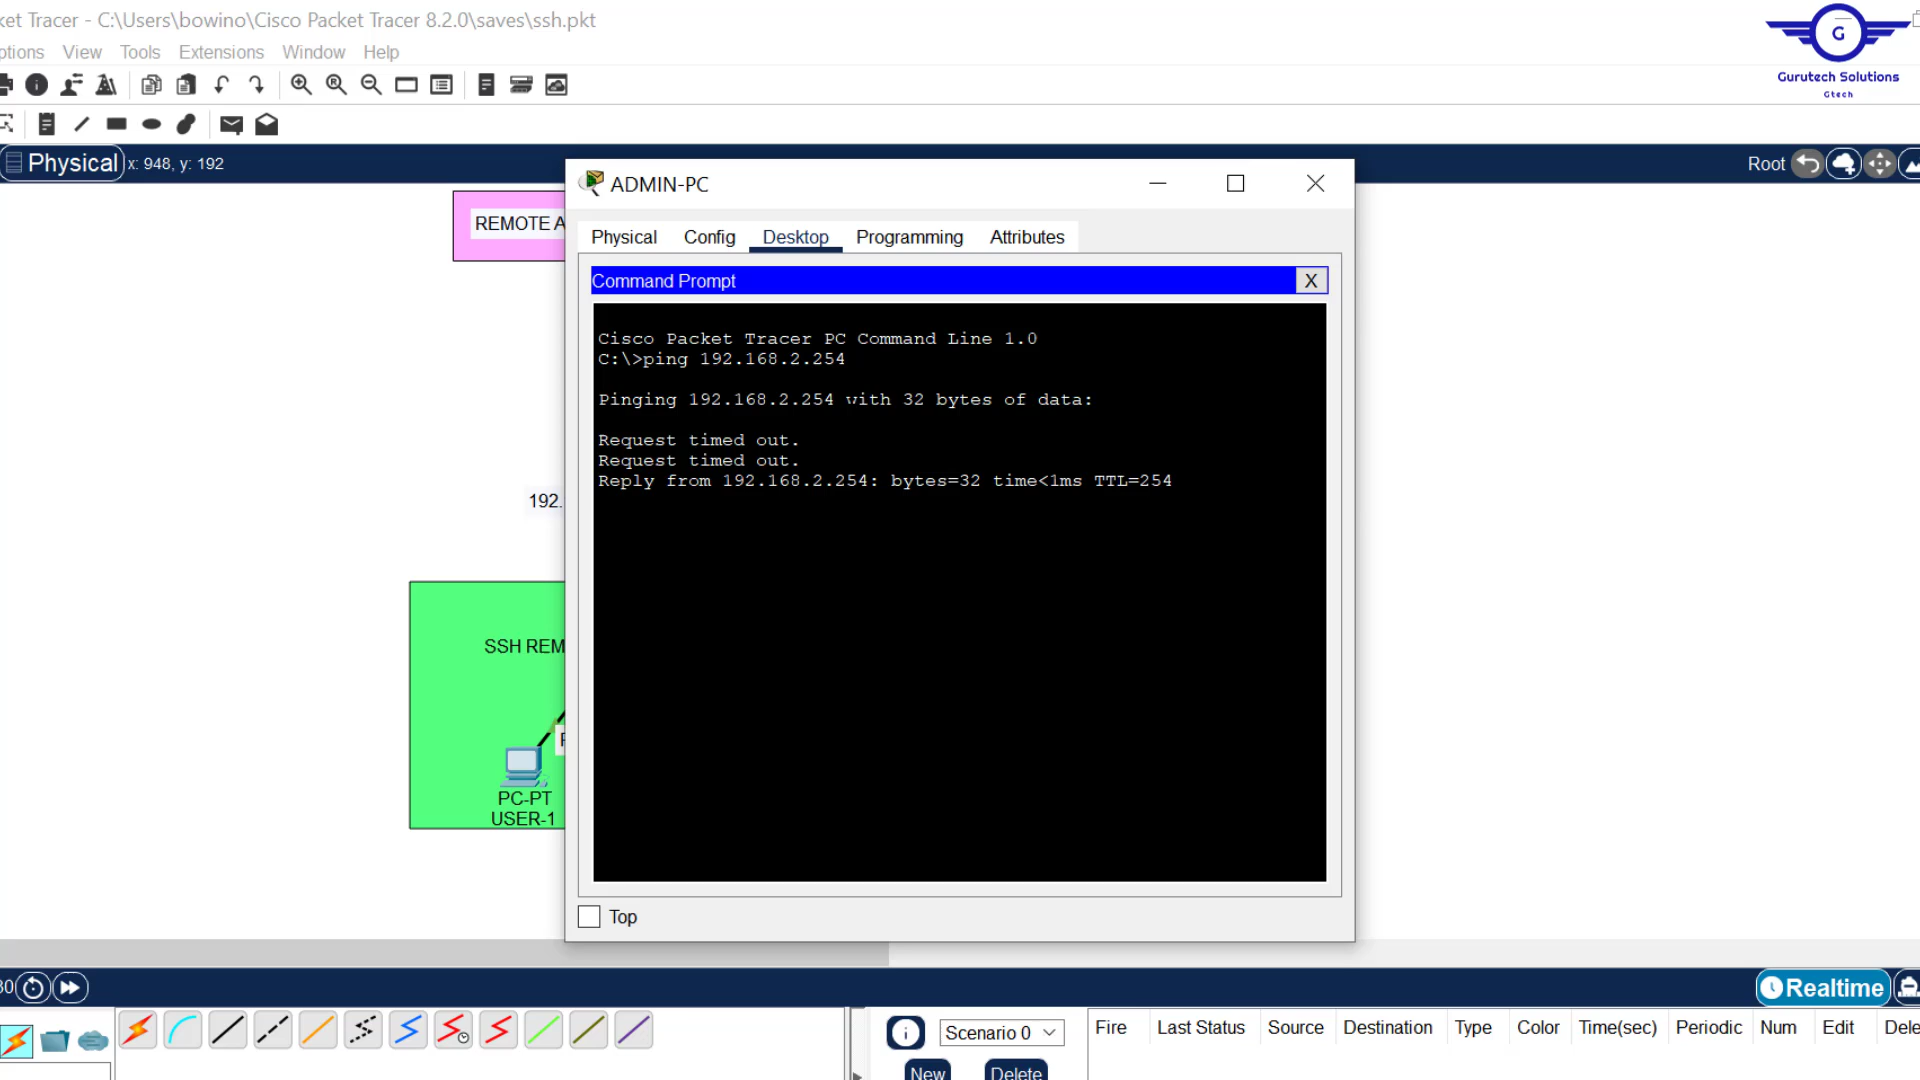 ket Tracer - C:\Users\bowino\Cisco Packet Tracer 8.2.0\saves\ssh.pkt
ptions View Tools Extensions Window Help
G
Gurutech Solutions
Gtech
Physical x: 948, y: 192
Root
ADMIN-PC
REMOTE A
Physical Config Desktop Programming Attributes
Command Prompt X
Cisco Packet Tracer PC Command Line 1.0
C:\>ping 192.168.2.254
Pinging 192.168.2.254 with 32 bytes of data:
Request timed out.
Request timed out.
Reply from 192.168.2.254: bytes=32 time<1ms TTL=254
192.
SSH REM
PC-PT
USER-1
Top
Realtime
Scenario 0
Fire Last Status Source Destination Type Color Time(sec) Periodic Num Edit Dele
New Delete